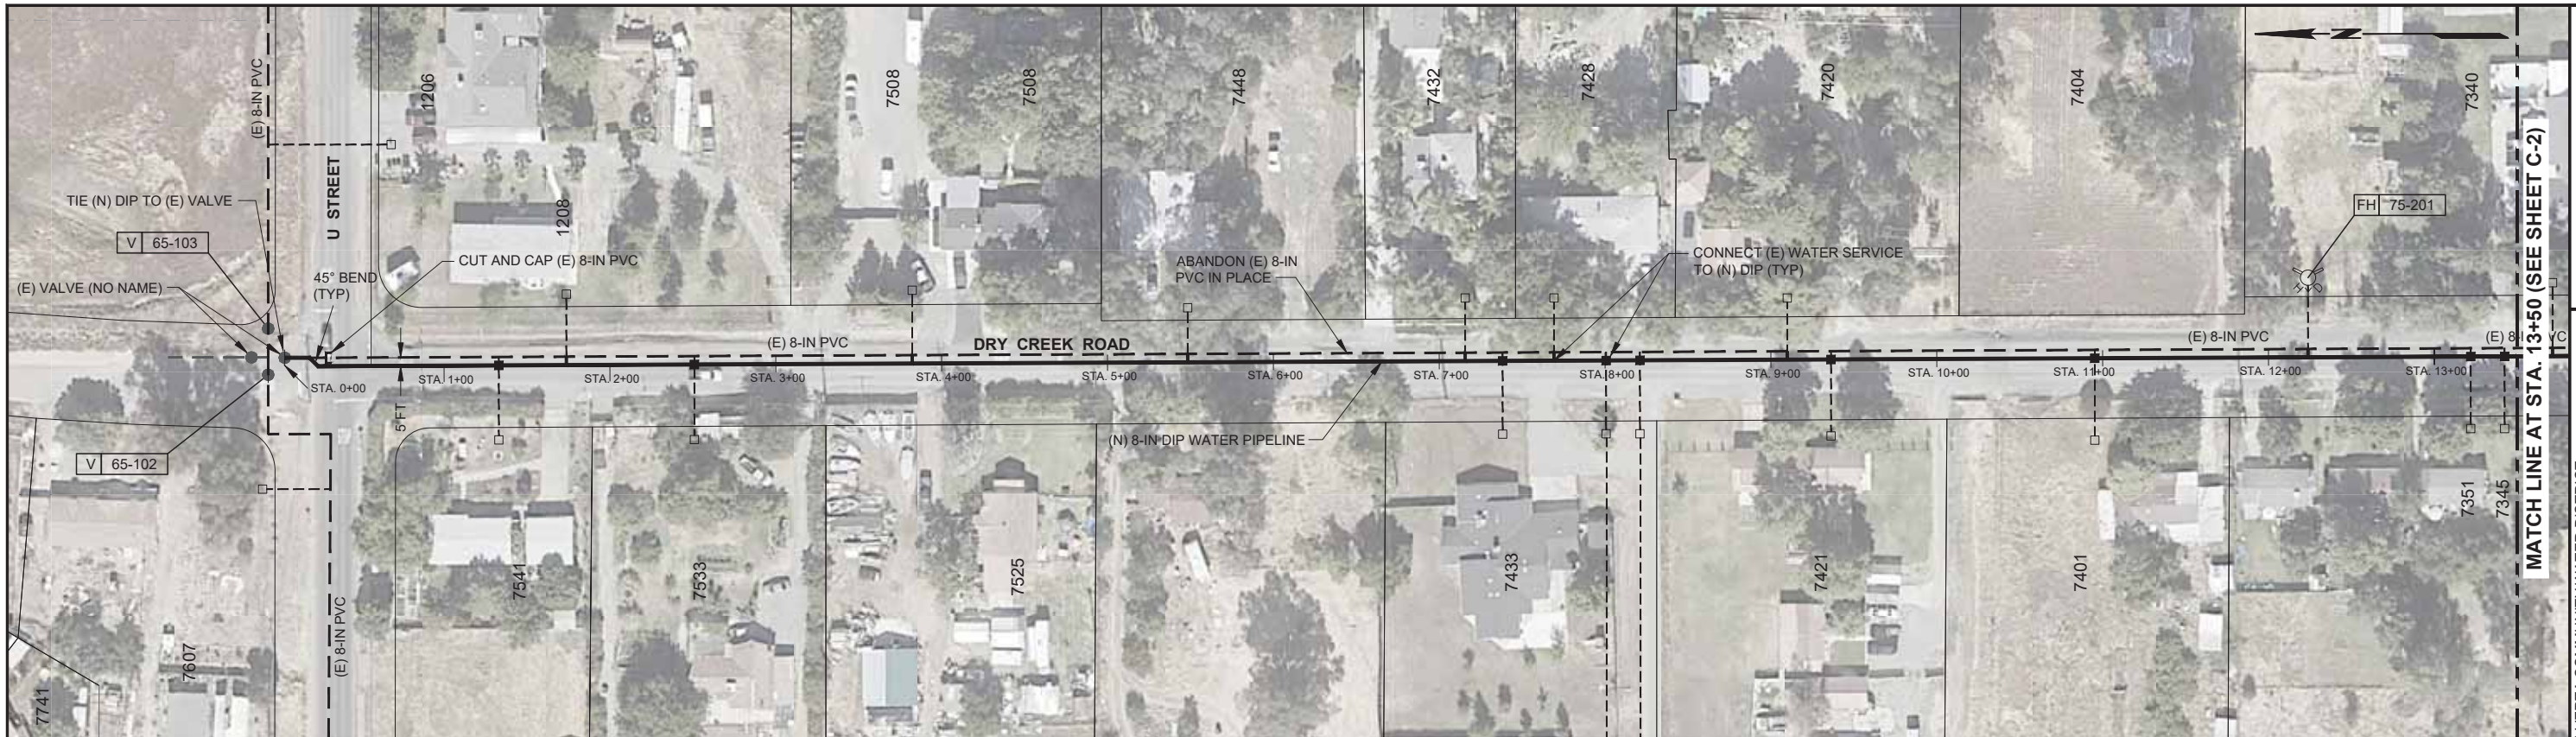 (E) 8-IN PVC
1206
7508
7508
7448
7432
7428
7420
7404
7340
N
U STREET
TIE (N) DIP TO (E) VALVE
V 65-103
(E) VALVE (NO NAME)
45° BEND
(TYP)
CUT AND CAP (E) 8-IN PVC
1208
ABANDON (E) 8-IN
PVC IN PLACE
CONNECT (E) WATER SERVICE
TO (N) DIP (TYP)
FH 75-201
(E) 8-IN PVC
DRY CREEK ROAD
(E) 8-IN PVC
(E) 8-IN PVC
STA. 0+00
STA. 1+00
STA. 2+00
STA. 3+00
STA. 4+00
STA. 5+00
STA. 6+00
STA. 7+00
STA. 8+00
STA. 9+00
STA. 10+00
STA. 11+00
STA. 12+00
STA. 13+00
5 FT
(N) 8-IN DIP WATER PIPELINE
V 65-102
MATCH LINE AT STA. 13+50 (SEE SHEET C-2)
7741
7607
(E) 8-IN PVC
7541
7533
7525
7433
7421
7401
7351
7345